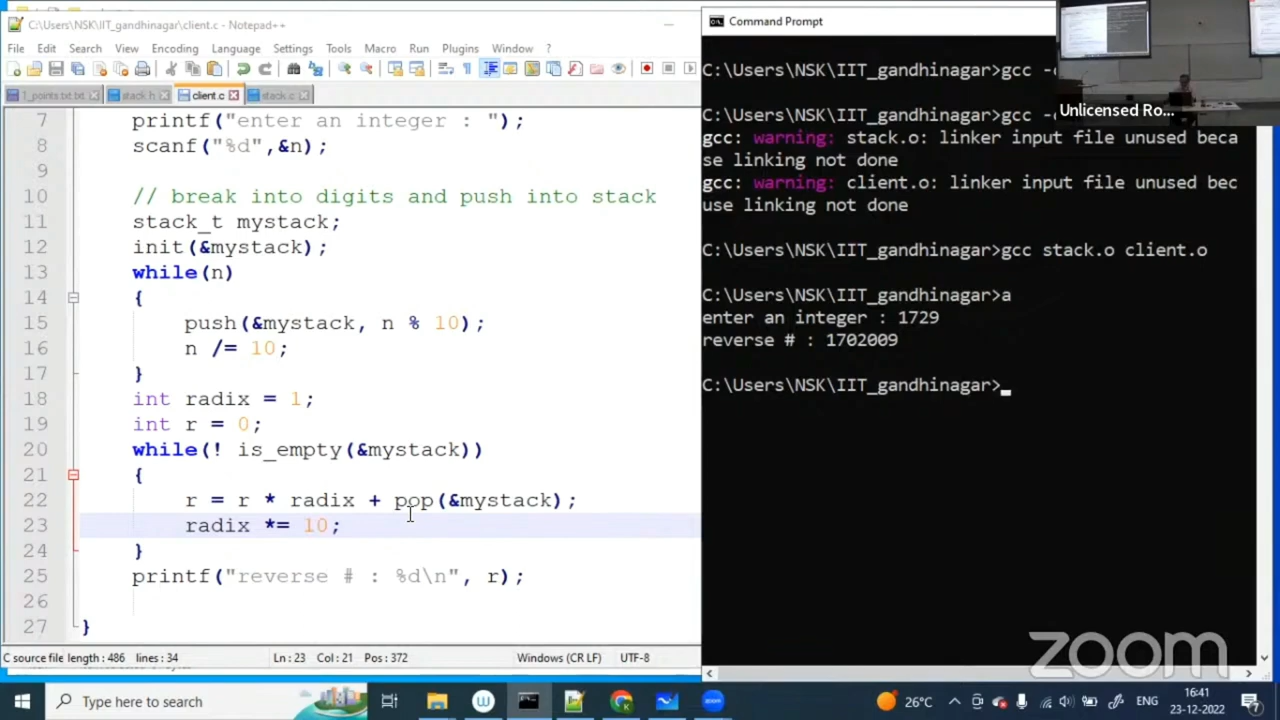 C:\Users\NSK\IIT_gandhinagar\client.c - Notepad++
File Edit Search View Encoding Language Settings Tools Macro Run Plugins Window ?
1_points.txt.txt stack.h client.c stack.c
7 printf("enter an integer : ");
8 scanf("%d",&n);
9
10 // break into digits and push into stack
11 stack_t mystack;
12 init(&mystack);
13 while(n)
14 {
15 push(&mystack, n % 10);
16 n /= 10;
17 }
18 int radix = 1;
19 int r = 0;
20 while(! is_empty(&mystack))
21 {
22 r = r * radix + pop(&mystack);
23 radix *= 10;
24 }
25 printf("reverse # : %d\n", r);
26
27 }
C source file length : 486 lines : 34 Ln : 23 Col : 21 Pos : 372 Windows (CR LF) UTF-8
Command Prompt
C:\Users\NSK\IIT_gandhinagar>gcc
C:\Users\NSK\IIT_gandhinagar>gcc
gcc: warning: stack.o: linker input file unused beca
se linking not done
gcc: warning: client.o: linker input file unused bec
use linking not done
C:\Users\NSK\IIT_gandhinagar>gcc stack.o client.o
C:\Users\NSK\IIT_gandhinagar>a
enter an integer : 1729
reverse # : 1702009
C:\Users\NSK\IIT_gandhinagar>
Unlicensed Ro...
zoom
Type here to search
26°C ENG 16:41
23-12-2022